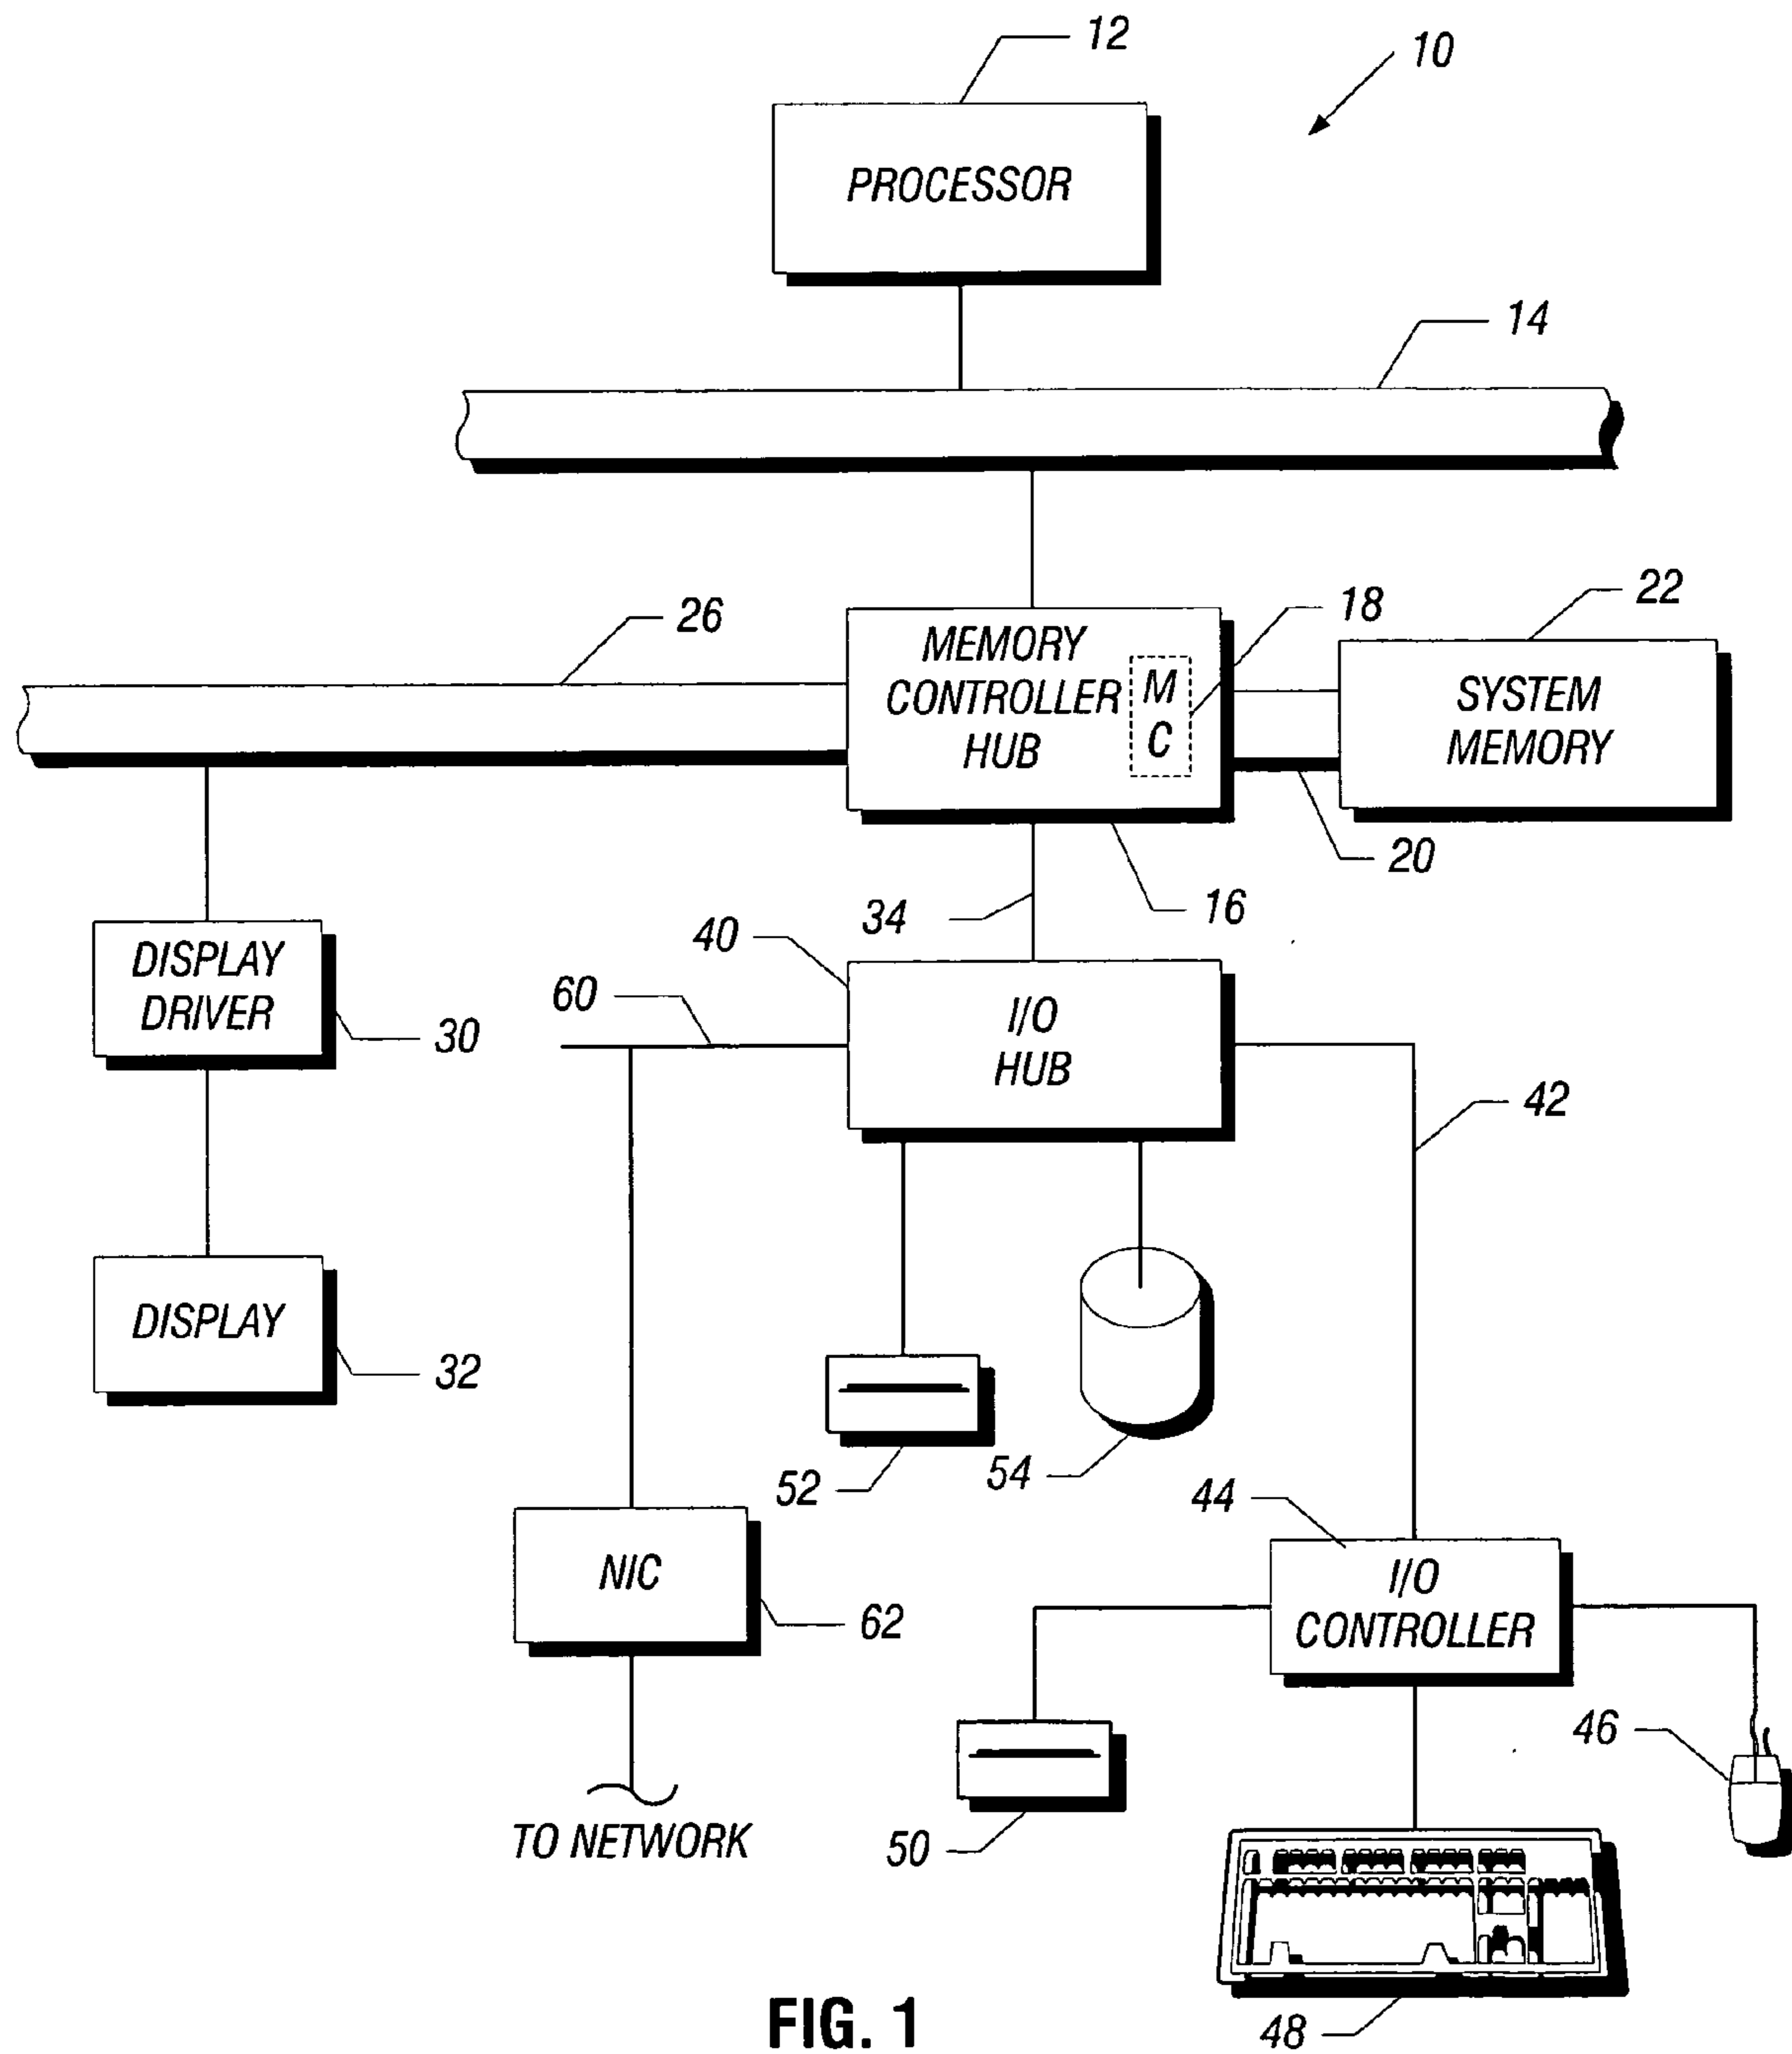 12
10
PROCESSOR
14
26
18
22
MEMORY
CONTROLLER
HUB
M
C
SYSTEM
MEMORY
20
34
16
40
60
DISPLAY
DRIVER
30
I/O
HUB
42
DISPLAY
32
52
54
44
NIC
62
I/O
CONTROLLER
46
TO NETWORK
50
48
FIG. 1